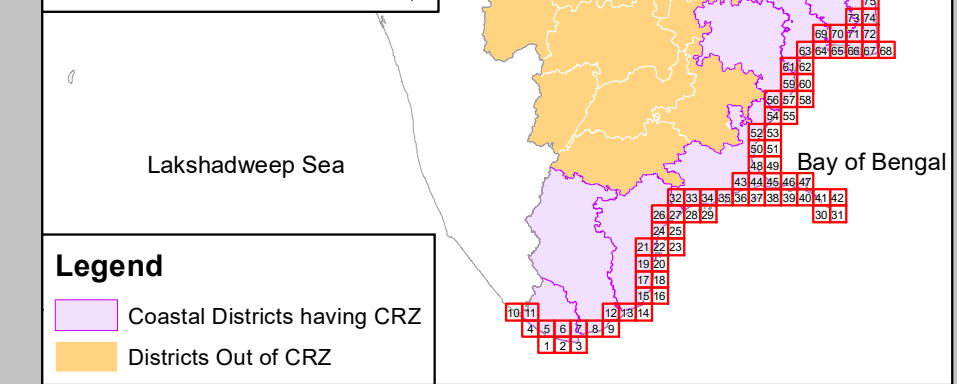 75
73 74
69 70 71 72
63 64 65 66 67 68
61 62
59 60
56 57 58
54 55
52 53
50 51
Lakshadweep Sea
Bay of Bengal
48 49
43 44 45 46 47
32 33 34 35 36 37 38 39 40 41 42
26 27 28 29 30 31
24 25
21 22 23
19 20
17 18
15 16
10 11 12 13 14
4 5 6 7 8 9
1 2 3
Legend
Coastal Districts having CRZ
Districts Out of CRZ